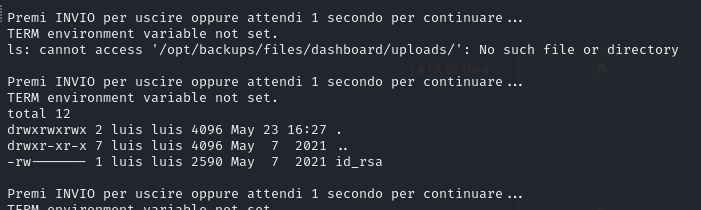 Premi INVIO per uscire oppure attendi 1 secondo per continuare...
TERM environment variable not set.
ls: cannot access '/opt/backups/files/dashboard/uploads/': No such file or directory
Premi INVIO per uscire oppure attendi 1 secondo per continuare...
TERM environment variable not set.
total 12
drwxrwxrwx 2 luis luis 4096 May 23 16:27 .
drwxr-xr-x 7 luis luis 4096 May  7  2021 ..
-rw------- 1 luis luis 2590 May  7  2021 id_rsa
Premi INVIO per uscire oppure attendi 1 secondo per continuare...
TERM environment variable not set